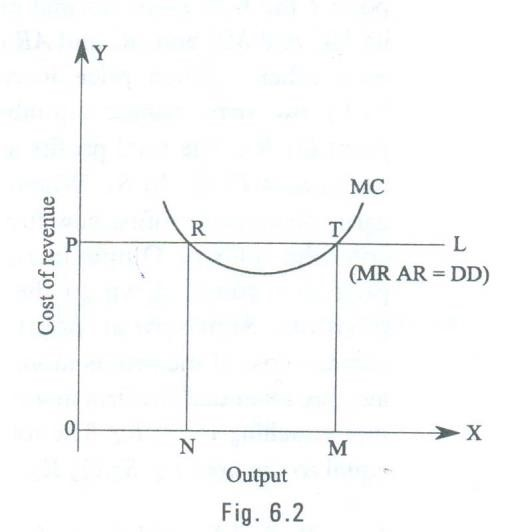 Y
MC
R
T
P
L
(MR AR = DD)
Cost of revenue
0
X
N
M
Output
Fig. 6.2